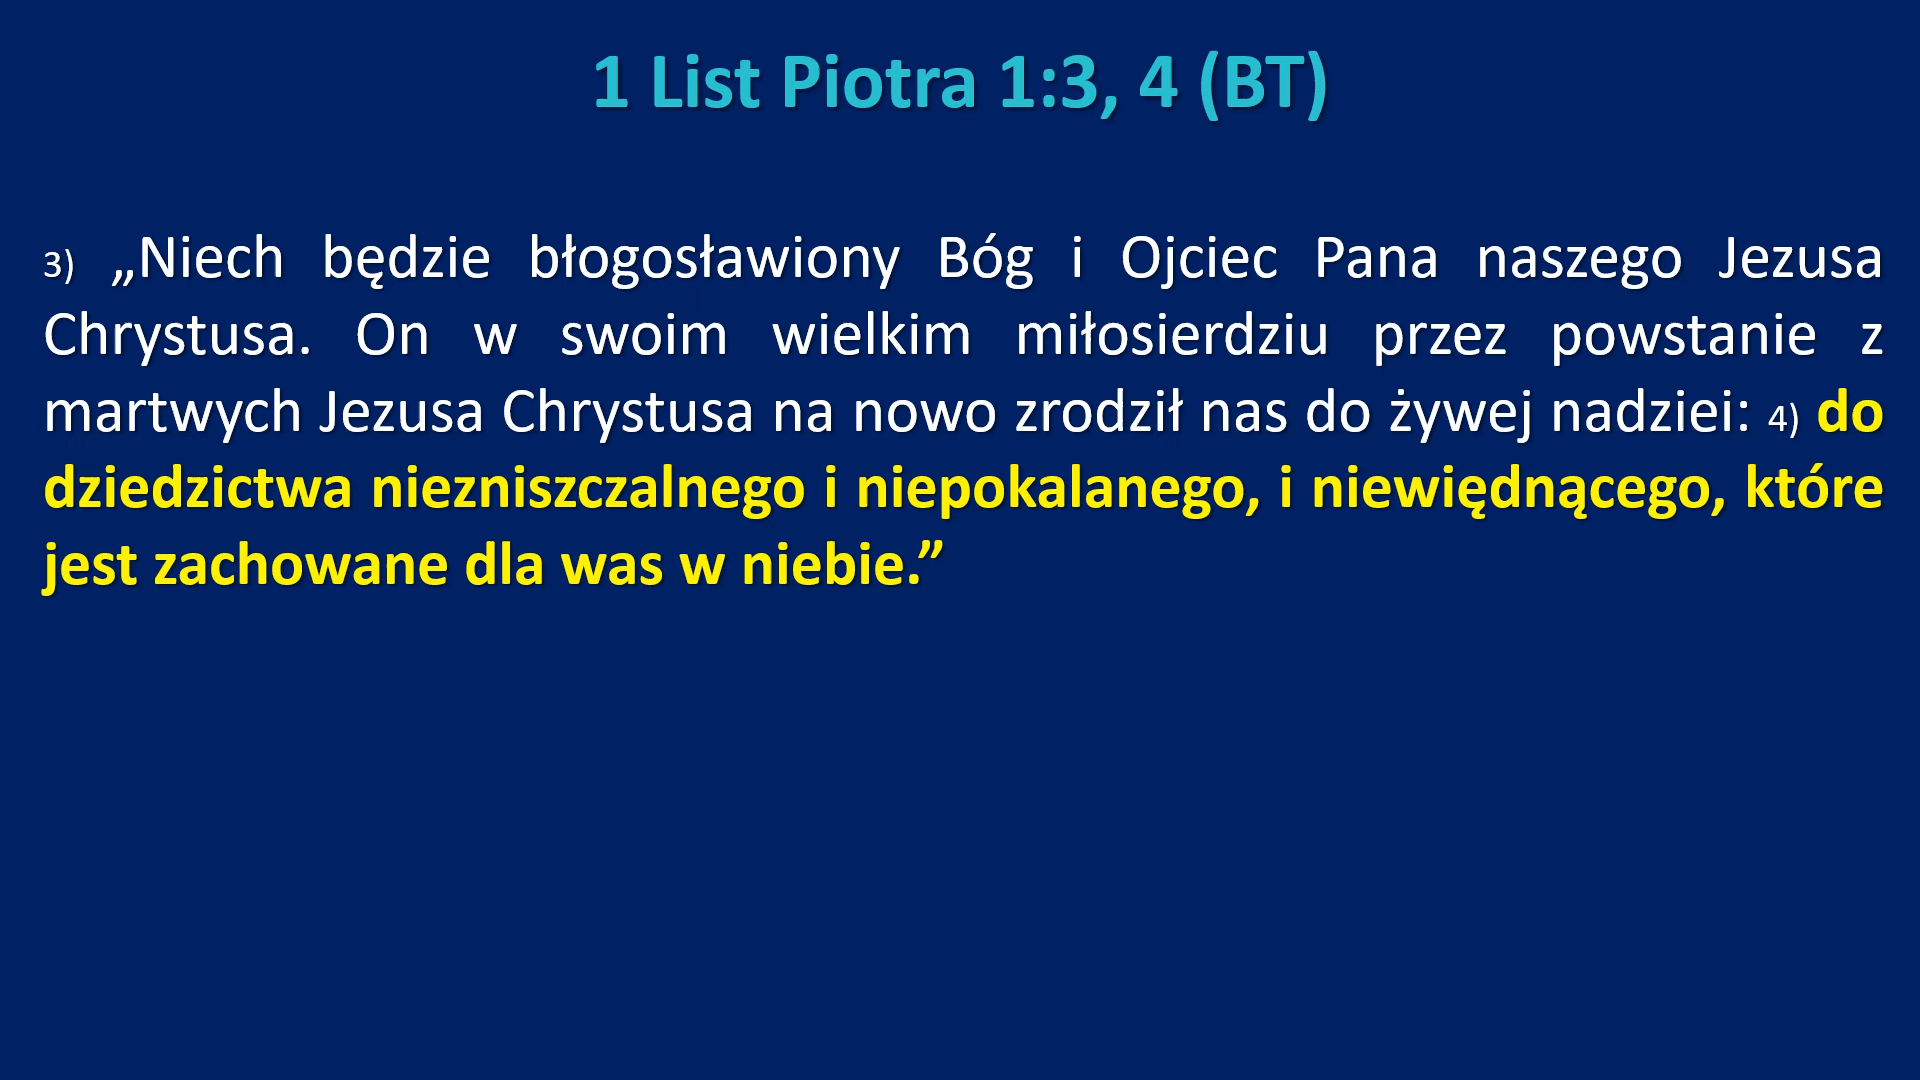 1 List Piotra 1:3, 4 (BT)
3) „Niech będzie błogosławiony Bóg i Ojciec Pana naszego Jezusa
Chrystusa. On w swoim wielkim miłosierdziu przez powstanie z
martwych Jezusa Chrystusa na nowo zrodził nas do żywej nadziei: 4) do
dziedzictwa niezniszczalnego i niepokalanego, i niewiędnącego, które
jest zachowane dla was w niebie.”